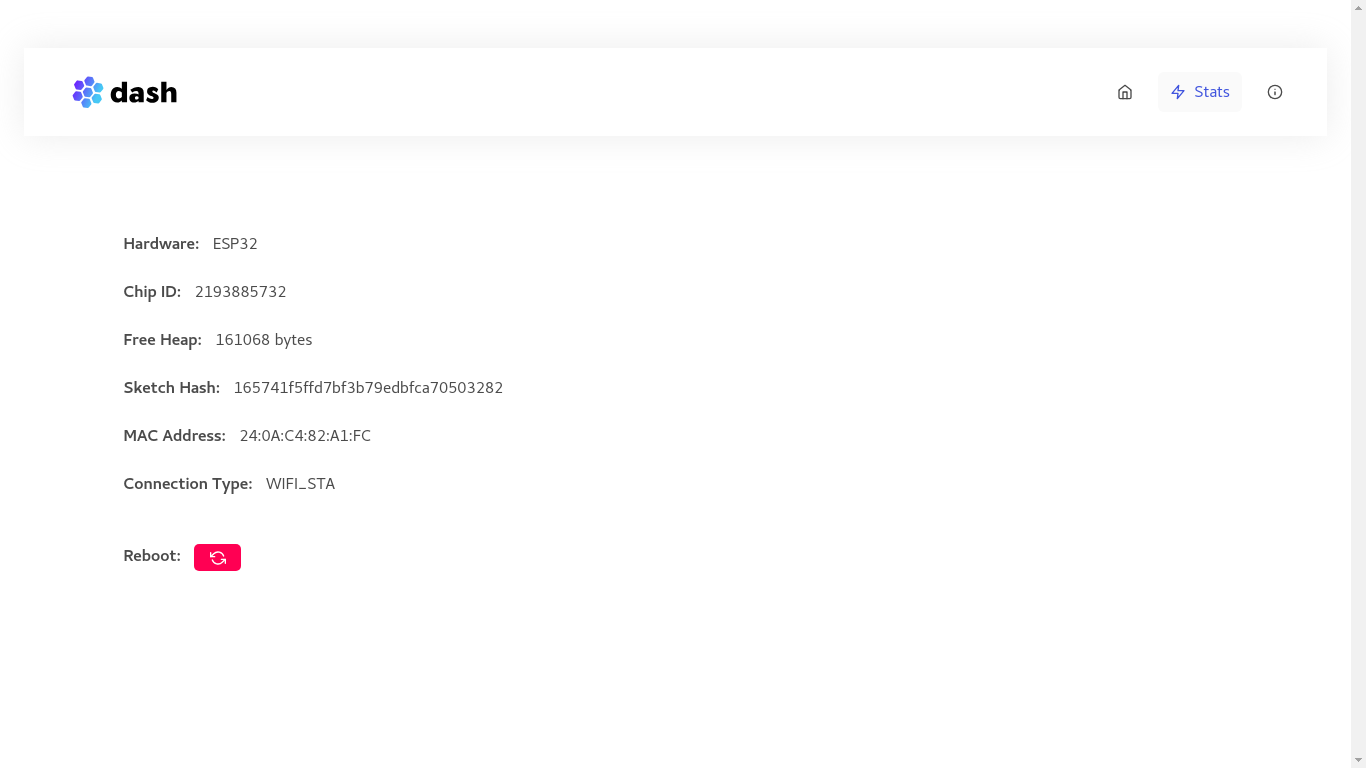 dash
Stats
Hardware: ESP32
Chip ID: 2193885732
Free Heap: 161068 bytes
Sketch Hash: 165741f5ffd7bf3b79edbfca70503282
MAC Address: 24:0A:C4:82:A1:FC
Connection Type: WIFI_STA
Reboot: